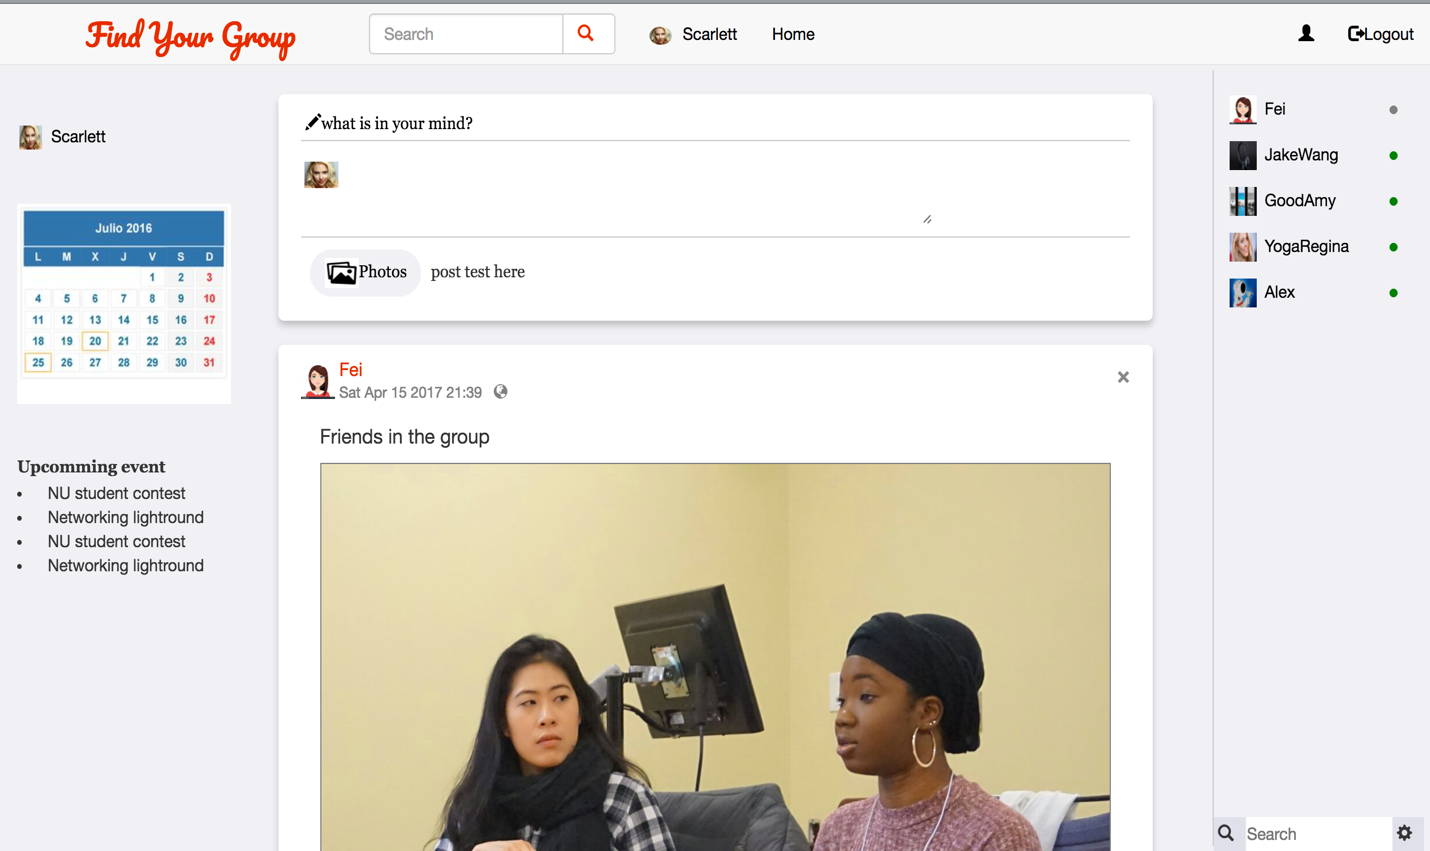 Find Your Group
Search
Scarlett
Home
Logout
Scarlett
Julio 2016
L M X J V S D
1 2 3
4 5 6 7 8 9 10
11 12 13 14 15 16 17
18 19 20 21 22 23 24
25 26 27 28 29 30 31
Upcomming event
• NU student contest
• Networking lightround
• NU student contest
• Networking lightround
what is in your mind?
Photos post test here
Fei
Sat Apr 15 2017 21:39
×
Friends in the group
Fei
JakeWang
GoodAmy
YogaRegina
Alex
Search